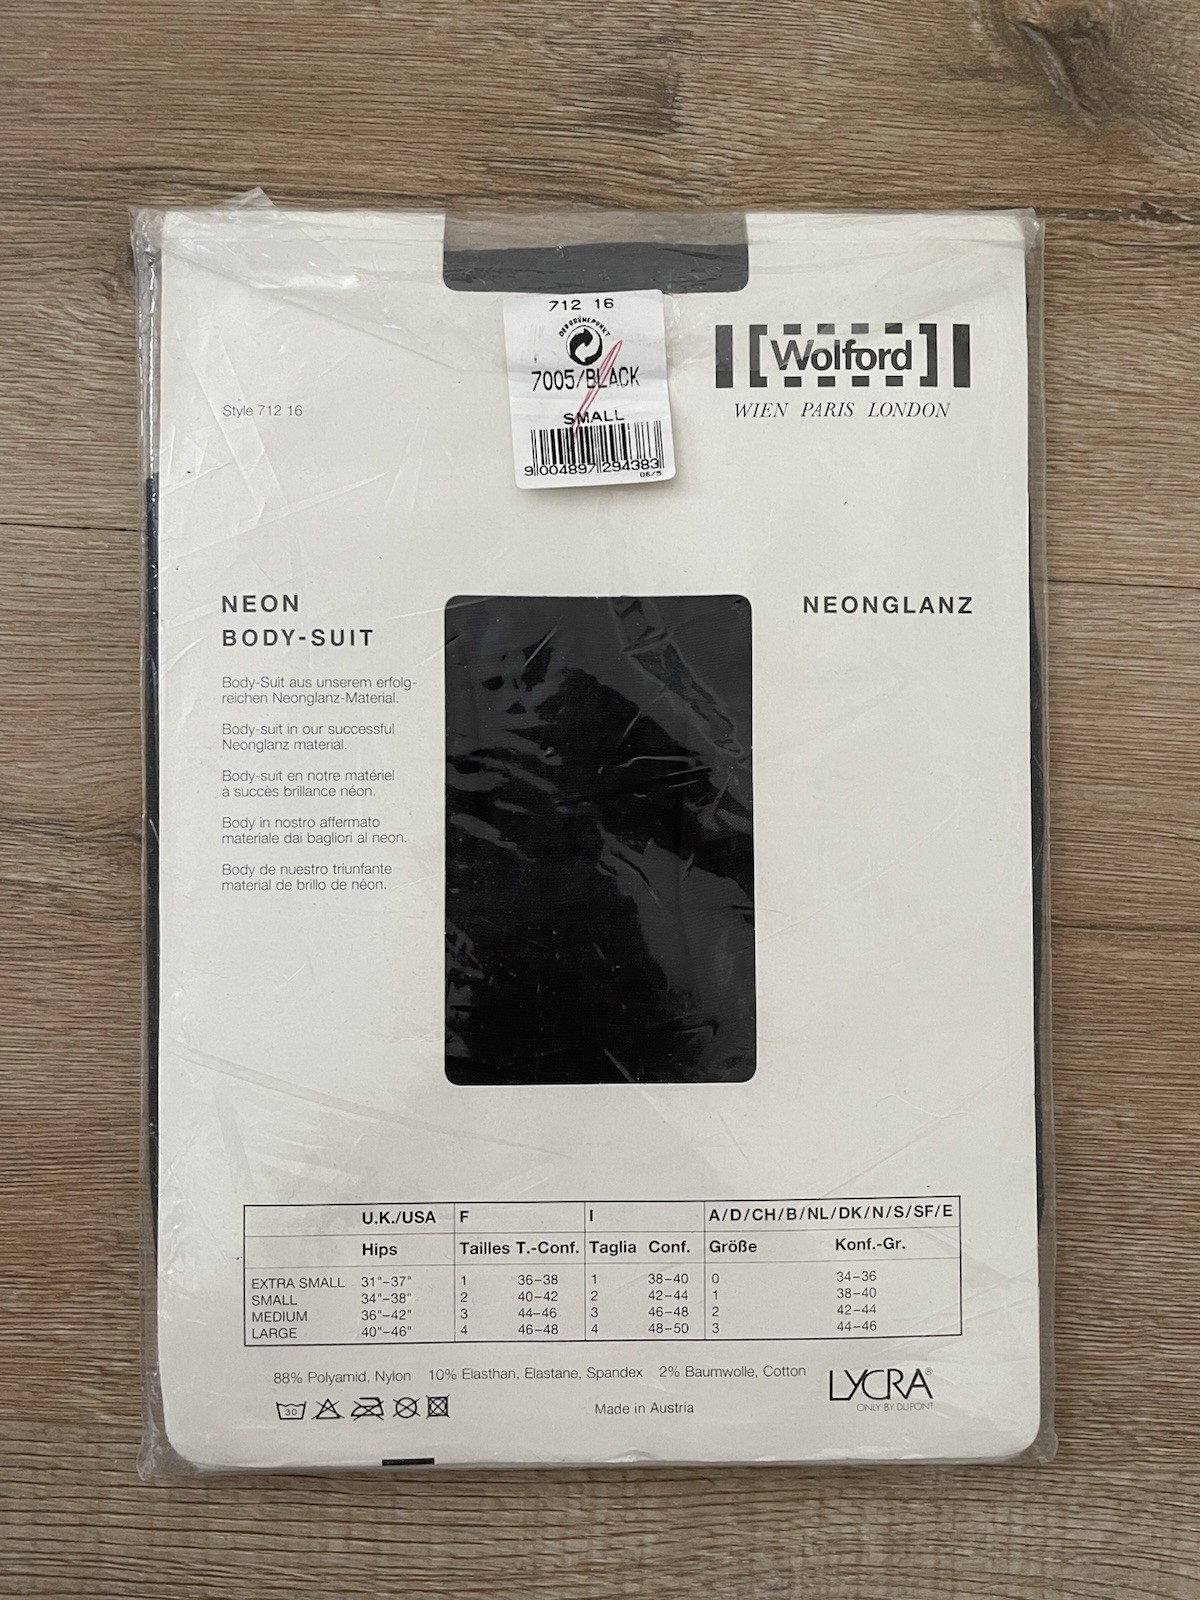 712 16
DER GRÜNE PUNKT
7005/BLACK
SMALL
9 004897 294383
06/5
Style 712 16
Wolford
WIEN PARIS LONDON
NEON
BODY-SUIT
NEONGLANZ
Body-Suit aus unserem erfolg-
reichen Neonglanz-Material.
Body-suit in our successful
Neonglanz material.
Body-suit en notre matériel
à succès brillance néon.
Body in nostro affermato
materiale dai bagliori al neon.
Body de nuestro triunfante
material de brillo de néon.
U.K./USA F I A/D/CH/B/NL/DK/N/S/SF/E
Hips Tailles T.-Conf. Taglia Conf. Größe Konf.-Gr.
EXTRA SMALL 31"–37" 1 36–38 1 38–40 0 34–36
SMALL 34"–38" 2 40–42 2 42–44 1 38–40
MEDIUM 36"–42" 3 44–46 3 46–48 2 42–44
LARGE 40"–46" 4 46–48 4 48–50 3 44–46
88% Polyamid, Nylon 10% Elasthan, Elastane, Spandex 2% Baumwolle, Cotton
LYCRA®
ONLY BY DUPONT
30
Made in Austria